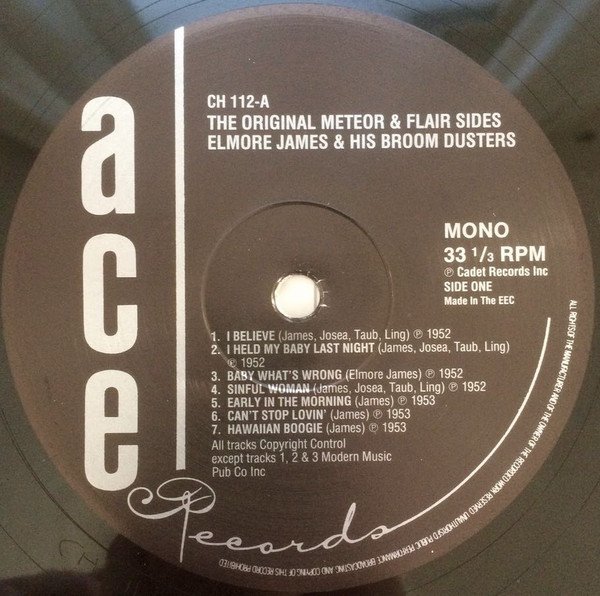 ace
Records
CH 112-A
THE ORIGINAL METEOR & FLAIR SIDES
ELMORE JAMES & HIS BROOM DUSTERS
MONO
33 1/3 RPM
℗ Cadet Records Inc
SIDE ONE
Made In The EEC
1. I BELIEVE (James, Josea, Taub, Ling) ℗ 1952
2. I HELD MY BABY LAST NIGHT (James, Josea, Taub, Ling)
℗ 1952
3. BABY WHAT'S WRONG (Elmore James) ℗ 1952
4. SINFUL WOMAN (James, Josea, Taub, Ling) ℗ 1952
5. EARLY IN THE MORNING (James) ℗ 1953
6. CAN'T STOP LOVIN' (James) ℗ 1953
7. HAWAIIAN BOOGIE (James) ℗ 1953
All tracks Copyright Control
except tracks 1, 2 & 3 Modern Music
Pub Co Inc
ALL RIGHTS OF THE MANUFACTURER AND OF THE OWNER OF THE RECORDED WORK RESERVED. UNAUTHORISED PUBLIC PERFORMANCE, BROADCASTING AND COPYING OF THIS RECORD PROHIBITED